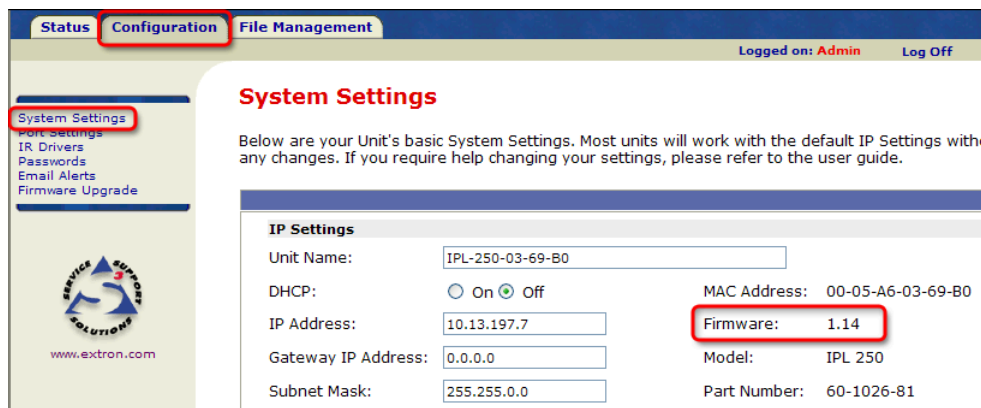 Status Configuration File Management
Logged on: Admin Log Off
System Settings
Port Settings
IR Drivers
Passwords
Email Alerts
Firmware Upgrade
SERVICE SUPPORT SOLUTIONS
S3
www.extron.com
System Settings
Below are your Unit's basic System Settings. Most units will work with the default IP Settings
any changes. If you require help changing your settings, please refer to the user guide.
IP Settings
Unit Name: IPL-250-03-69-B0
DHCP: On Off MAC Address: 00-05-A6-03-69-B0
IP Address: 10.13.197.7 Firmware: 1.14
Gateway IP Address: 0.0.0.0 Model: IPL 250
Subnet Mask: 255.255.0.0 Part Number: 60-1026-81